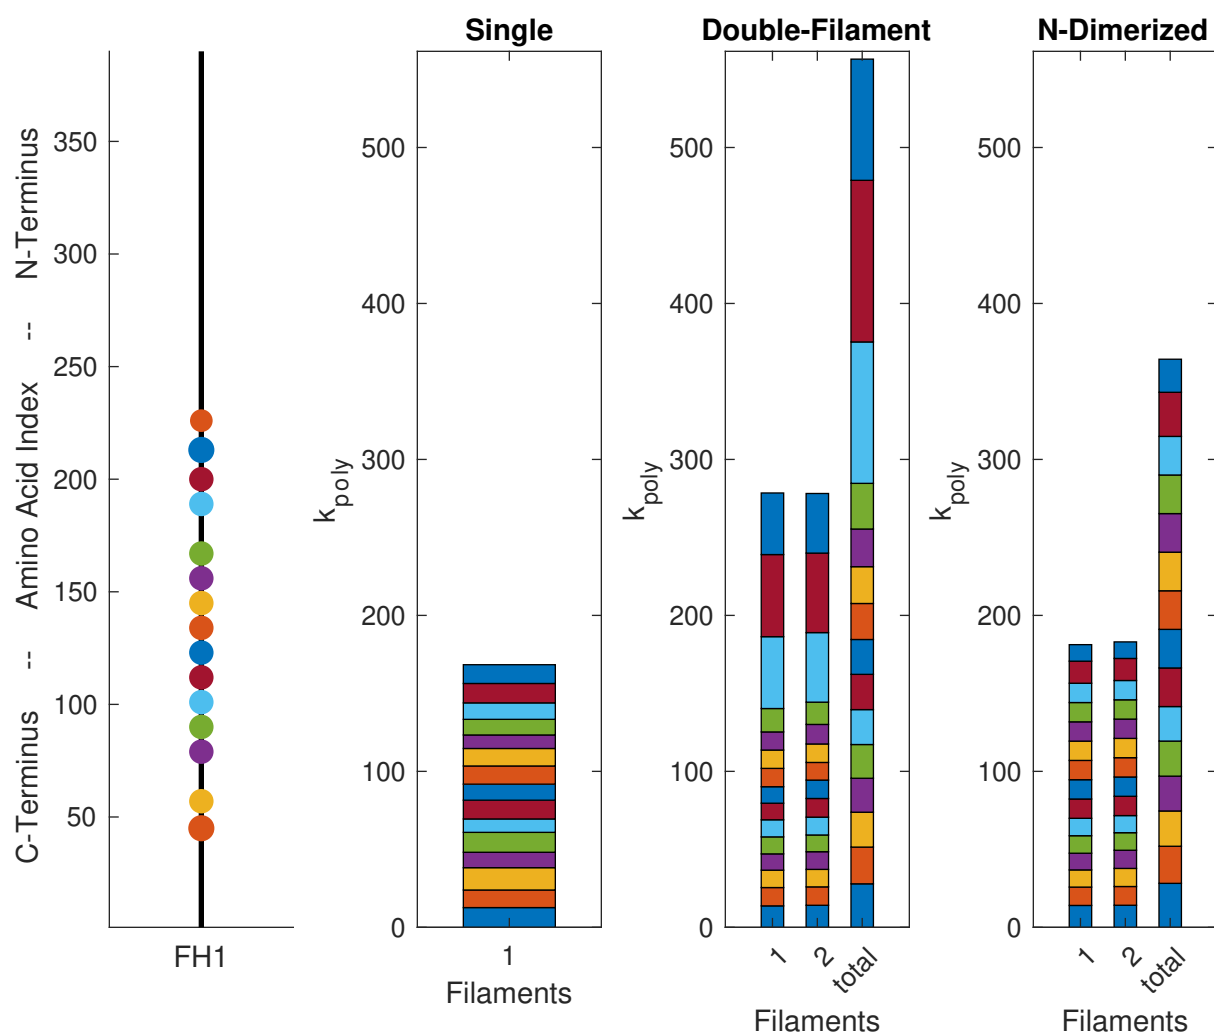 Single
Double-Filament
N-Dimerized
C-Terminus -- Amino Acid Index -- N-Terminus
350
300
250
200
150
100
50
FH1
k_poly
500
400
300
200
100
0
1
Filaments
k_poly
500
400
300
200
100
0
1
2
total
Filaments
k_poly
500
400
300
200
100
0
1
2
total
Filaments